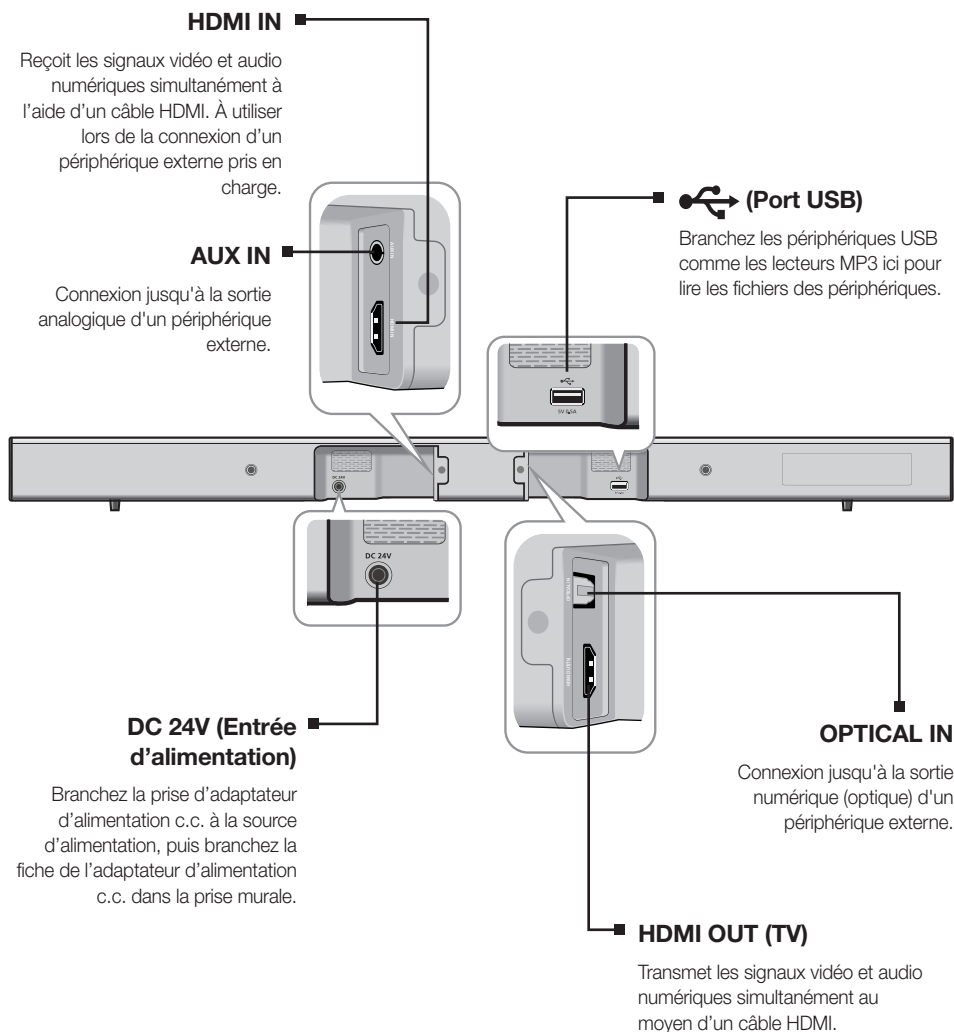 HDMI IN
Reçoit les signaux vidéo et audio
numériques simultanément à
l’aide d’un câble HDMI. À utiliser
lors de la connexion d’un
périphérique externe pris en
charge.
AUX IN
Connexion jusqu'à la sortie
analogique d'un périphérique
externe.
(Port USB)
Branchez les périphériques USB
comme les lecteurs MP3 ici pour
lire les fichiers des périphériques.
5V 0.5A
DC 24V
DC 24V
DC 24V (Entrée
d’alimentation)
Branchez la prise d’adaptateur
d’alimentation c.c. à la source
d’alimentation, puis branchez la
fiche de l’adaptateur d’alimentation
c.c. dans la prise murale.
OPTICAL IN
Connexion jusqu'à la sortie
numérique (optique) d'un
périphérique externe.
HDMI OUT (TV)
Transmet les signaux vidéo et audio
numériques simultanément au
moyen d’un câble HDMI.